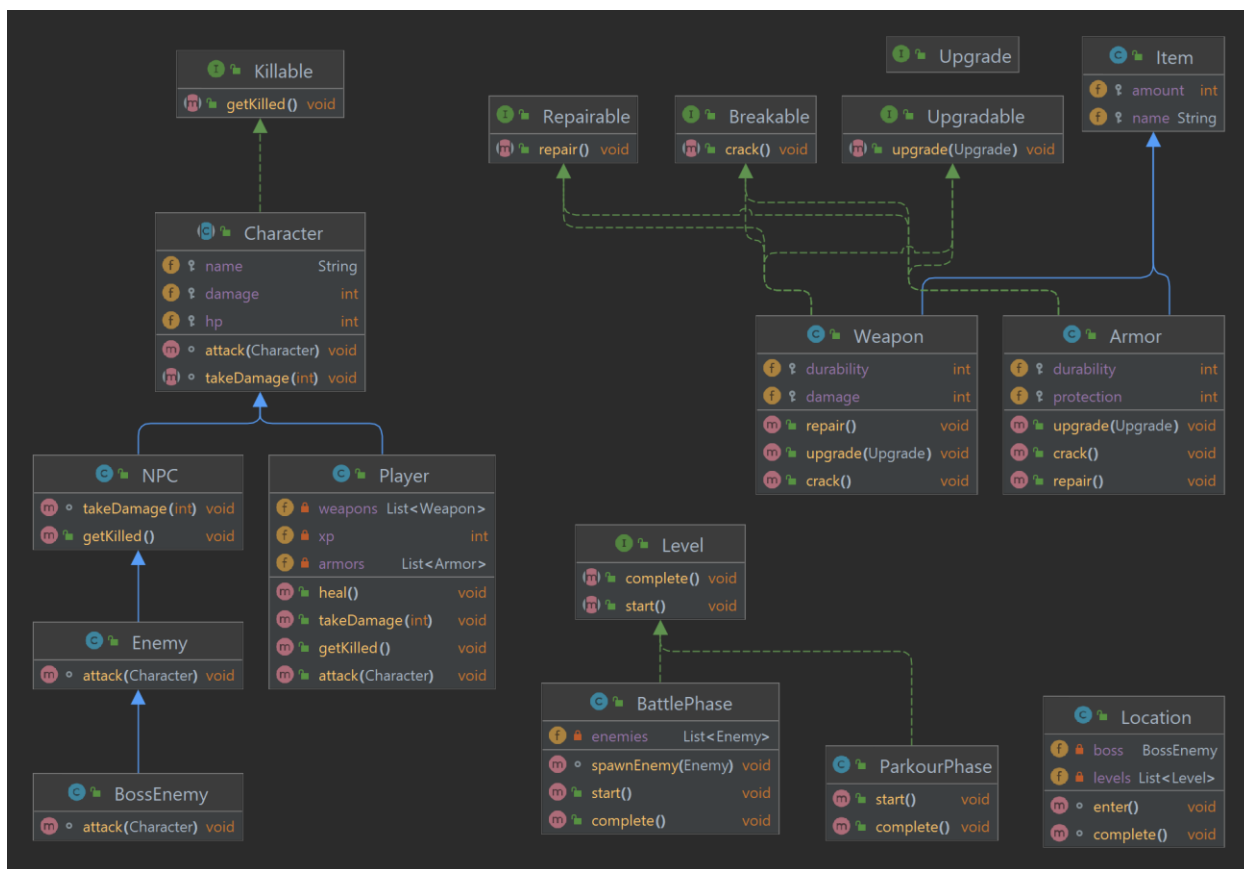 Killable
getKilled() void
Character
name String
damage int
hp int
attack(Character) void
takeDamage(int) void
NPC
takeDamage(int) void
getKilled() void
Player
weapons List<Weapon>
xp int
armors List<Armor>
heal() void
takeDamage(int) void
getKilled() void
attack(Character) void
Enemy
attack(Character) void
BossEnemy
attack(Character) void
Repairable
repair() void
Breakable
crack() void
Upgradable
upgrade(Upgrade) void
Upgrade
Item
amount int
name String
Weapon
durability int
damage int
repair() void
upgrade(Upgrade) void
crack() void
Armor
durability int
protection int
upgrade(Upgrade) void
crack() void
repair() void
Level
complete() void
start() void
BattlePhase
enemies List<Enemy>
spawnEnemy(Enemy) void
start() void
complete() void
ParkourPhase
start() void
complete() void
Location
boss BossEnemy
levels List<Level>
enter() void
complete() void